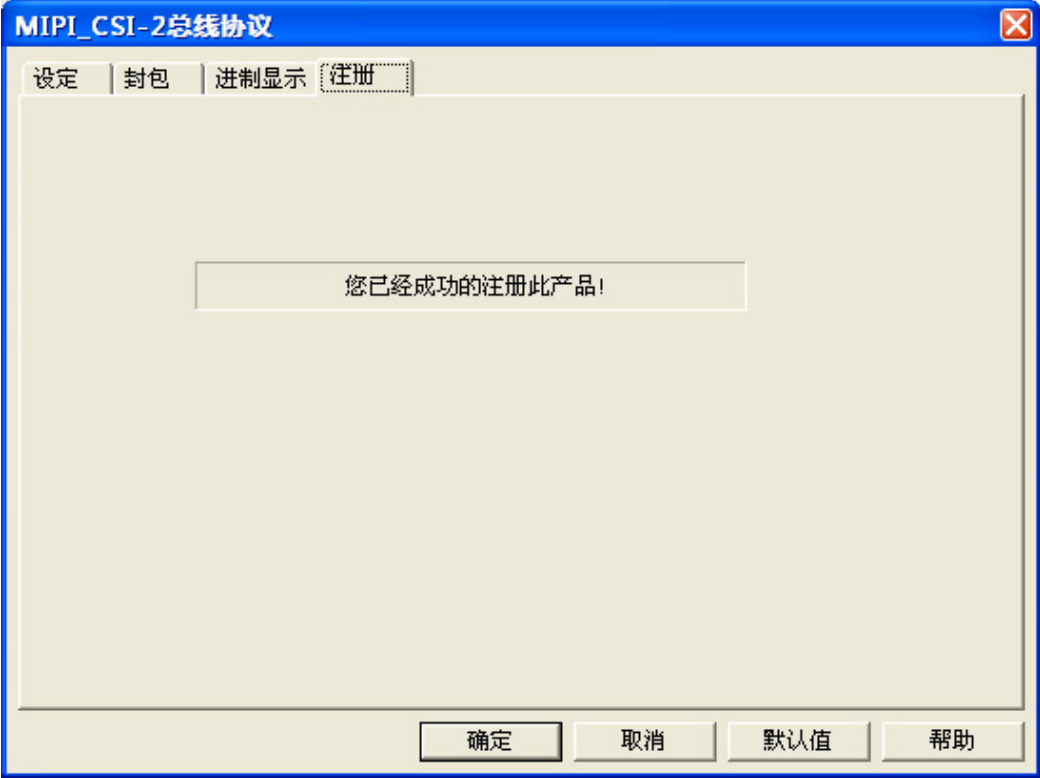 MIPI_CSI-2总线协议
设定 封包 进制显示 注册
您已经成功的注册此产品!
确定 取消 默认值 帮助